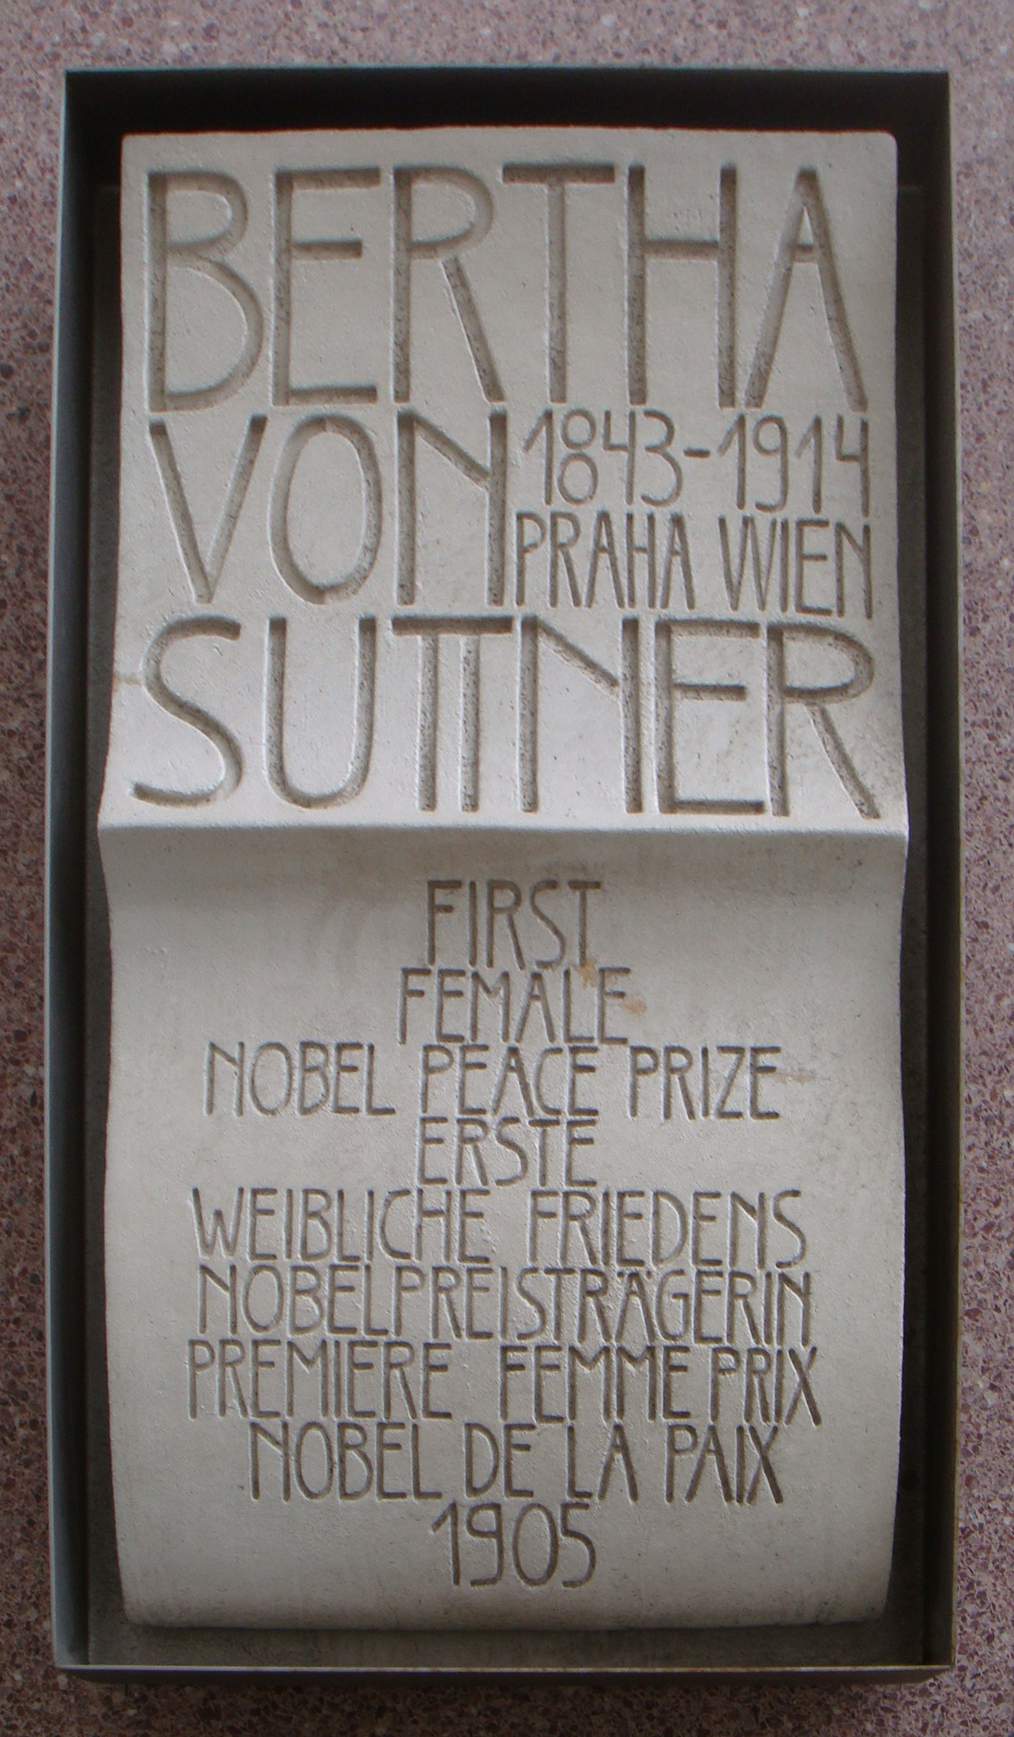 BERTHA
VON
1843-1914
PRAHA WIEN
SUTTNER
FIRST
FEMALE
NOBEL PEACE PRIZE
ERSTE
WEIBLICHE FRIEDENS
NOBELPREISTRÄGERIN
PREMIERE FEMME PRIX
NOBEL DE LA PAIX
1905